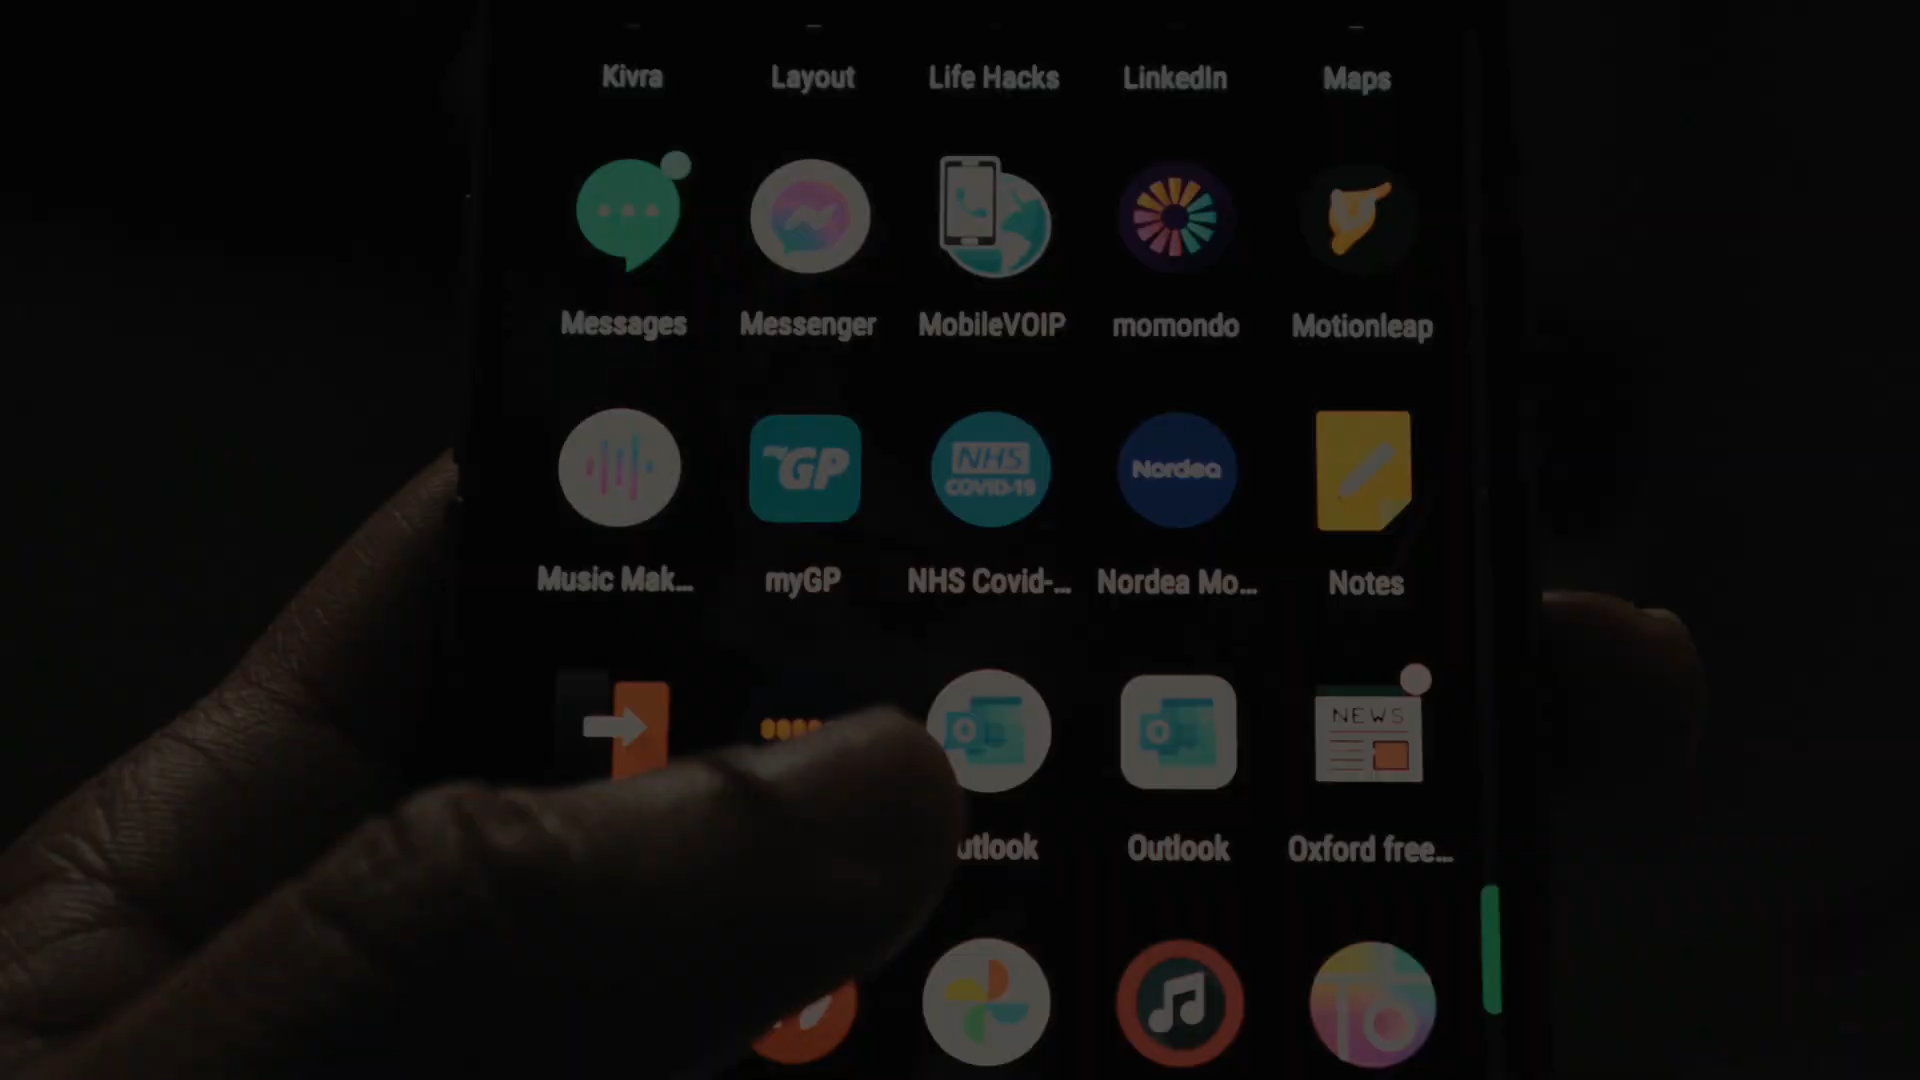 Kivra Layout Life Hacks LinkedIn Maps
Messages Messenger MobileVOIP momondo Motionleap
GP NHS COVID-19 Nordea
Music Mak... myGP NHS Covid-... Nordea Mo... Notes
NEWS
utlook Outlook Oxford free...